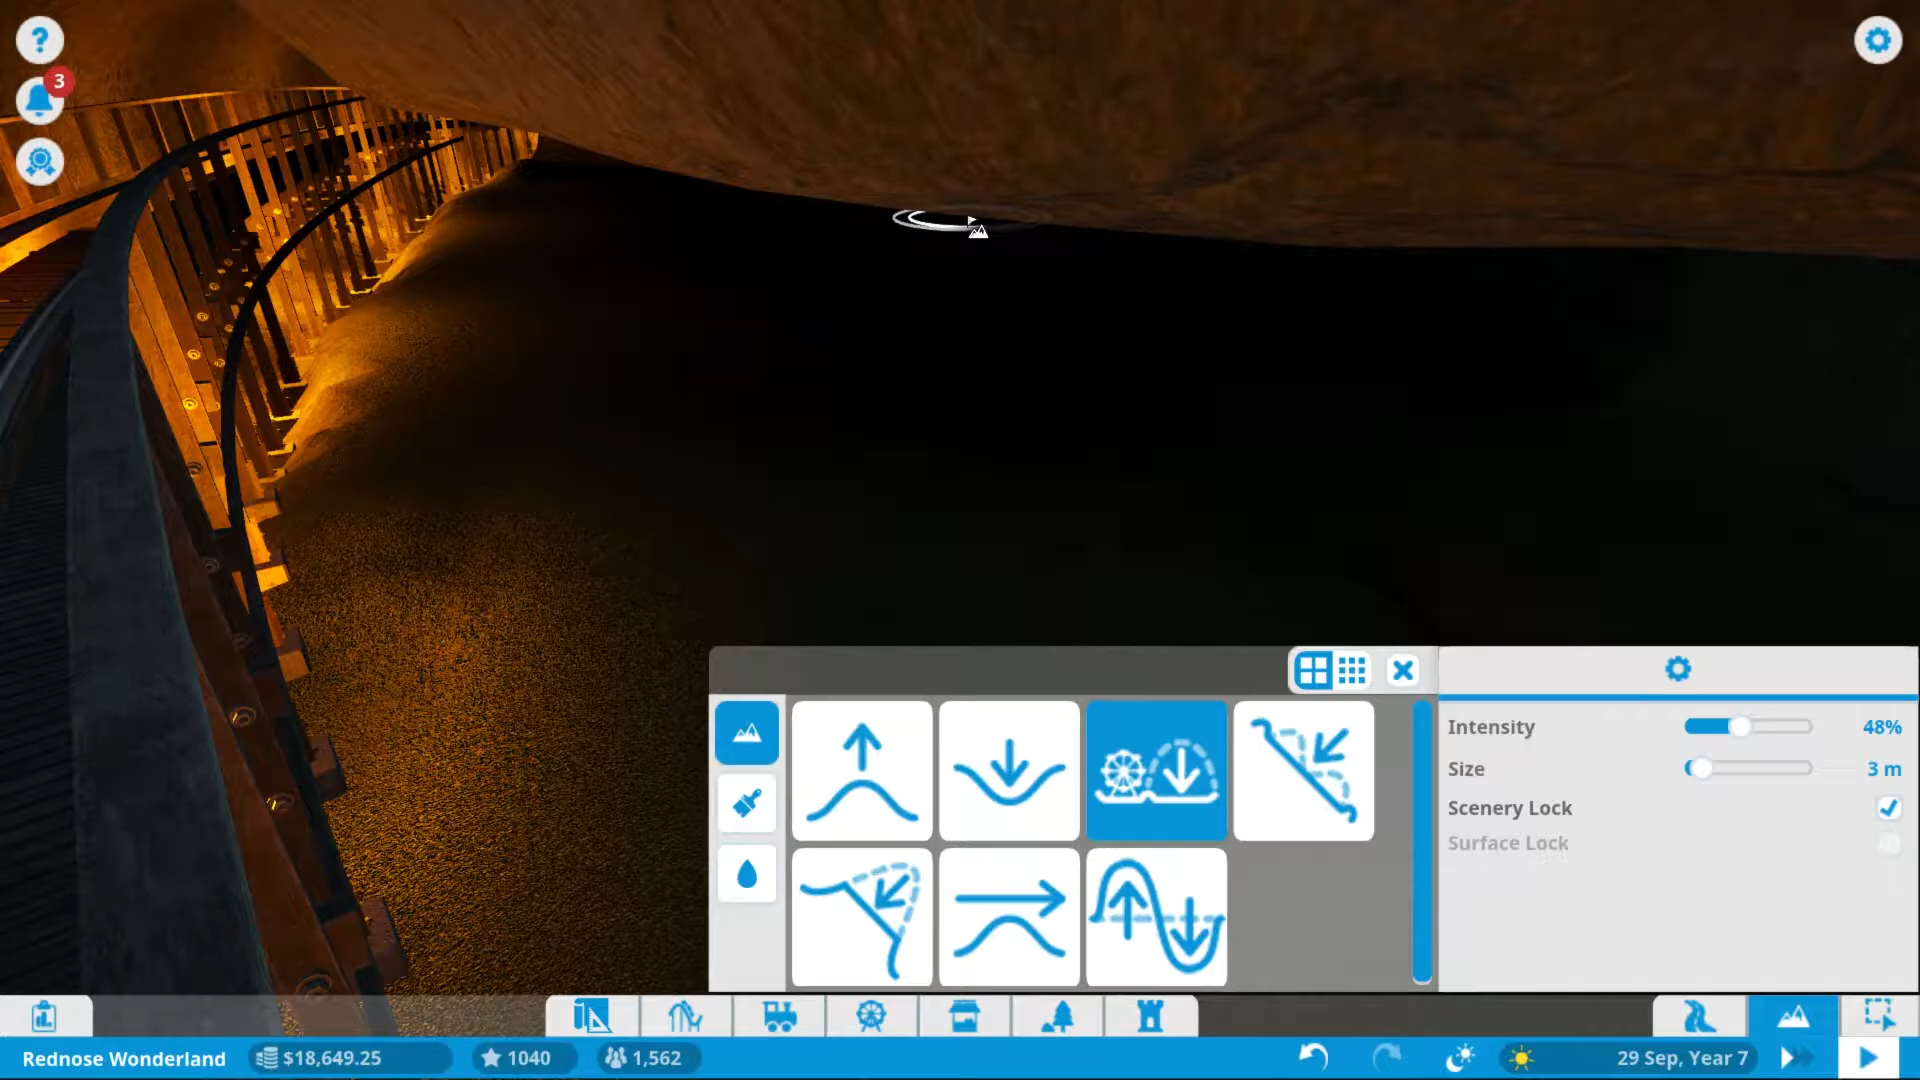 ?
3
Intensity 48%
Size 3 m
Scenery Lock
Surface Lock
Rednose Wonderland $18,649.25 1040 1,562 29 Sep, Year 7